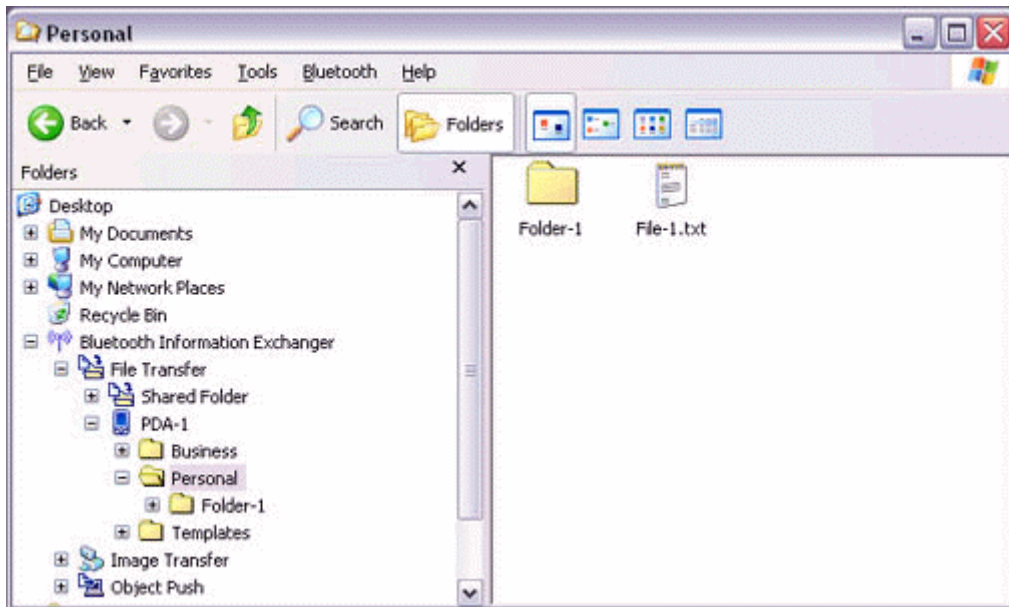 Personal
File View Favorites Tools Bluetooth Help
Back Search Folders
Folders
Desktop
My Documents
My Computer
My Network Places
Recycle Bin
Bluetooth Information Exchanger
File Transfer
Shared Folder
PDA-1
Business
Personal
Folder-1
Templates
Image Transfer
Object Push
Folder-1 File-1.txt